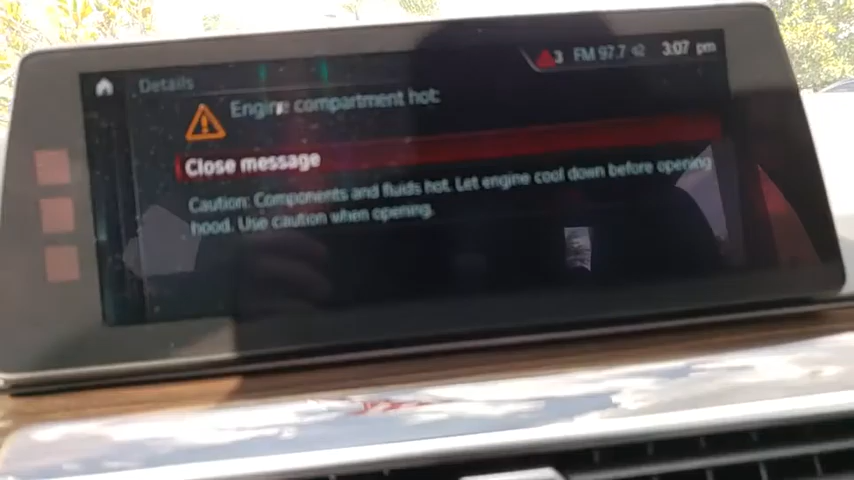 Details
3 FM 97.7 3:07 pm
Engine compartment hot:
Close message
Caution: Components and fluids hot. Let engine cool down before opening
hood. Use caution when opening.